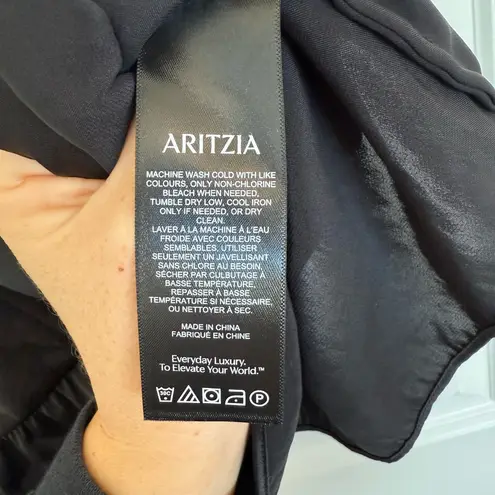 ARITZIA
MACHINE WASH COLD WITH LIKE
COLOURS, ONLY NON-CHLORINE
BLEACH WHEN NEEDED,
TUMBLE DRY LOW, COOL IRON
ONLY IF NEEDED, OR DRY
CLEAN.
LAVER À LA MACHINE À L'EAU
FROIDE AVEC COULEURS
SEMBLABLES, UTILISER
SEULEMENT UN JAVELLISANT
SANS CHLORE AU BESOIN,
SÉCHER PAR CULBUTAGE À
BASSE TEMPÉRATURE,
REPASSER À BASSE
TEMPÉRATURE SI NÉCESSAIRE,
OU NETTOYER À SEC.
MADE IN CHINA
FABRIQUÉ EN CHINE
Everyday Luxury.
To Elevate Your World.™
30C P